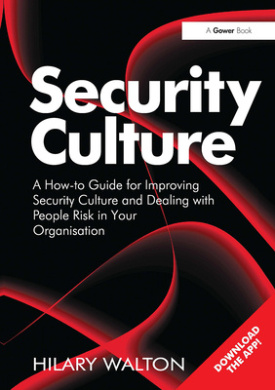 A Gower Book
Security
Culture
A How-to Guide for Improving
Security Culture and Dealing with
People Risk in Your
Organisation
DOWNLOAD
THE APP!
HILARY WALTON